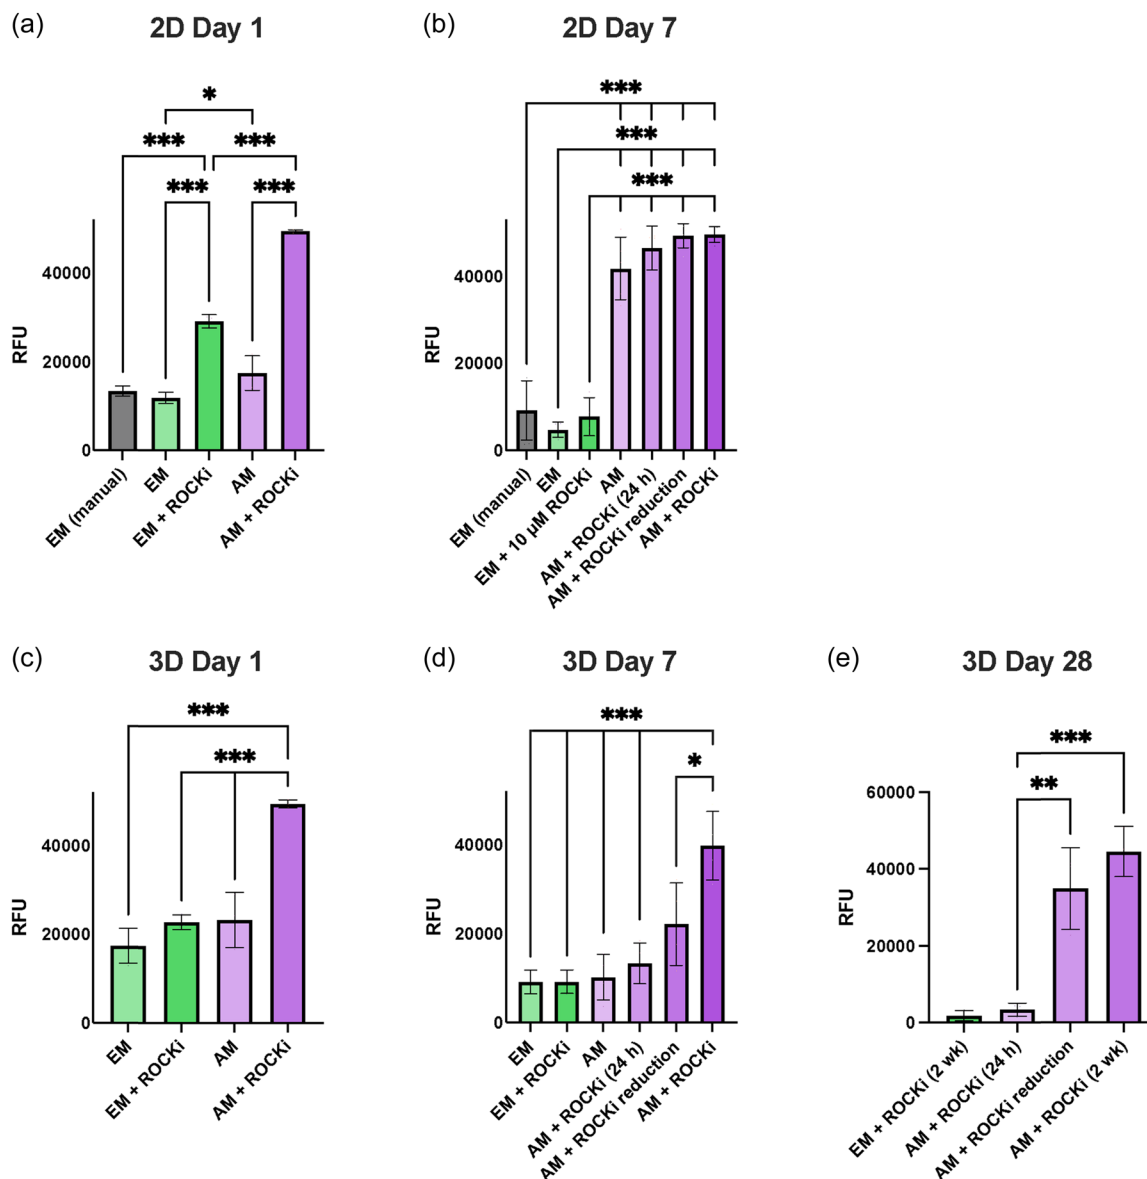 (a) 2D Day 1
*
*** ***
*** ***
RFU
40000
20000
0
EM (manual)
EM
EM + ROCKi
AM
AM + ROCKi
(b) 2D Day 7
***
***
***
RFU
40000
20000
0
EM (manual)
EM
EM + 10 µM ROCKi
AM
AM + ROCKi (24 h)
AM + ROCKi reduction
AM + ROCKi
(c) 3D Day 1
***
***
RFU
40000
20000
0
EM
EM + ROCKi
AM
AM + ROCKi
(d) 3D Day 7
***
*
RFU
40000
20000
0
EM
EM + ROCKi
AM
AM + ROCKi (24 h)
AM + ROCKi reduction
AM + ROCKi
(e) 3D Day 28
***
**
RFU
60000
40000
20000
0
EM + ROCKi (2 wk)
AM + ROCKi (24 h)
AM + ROCKi reduction
AM + ROCKi (2 wk)